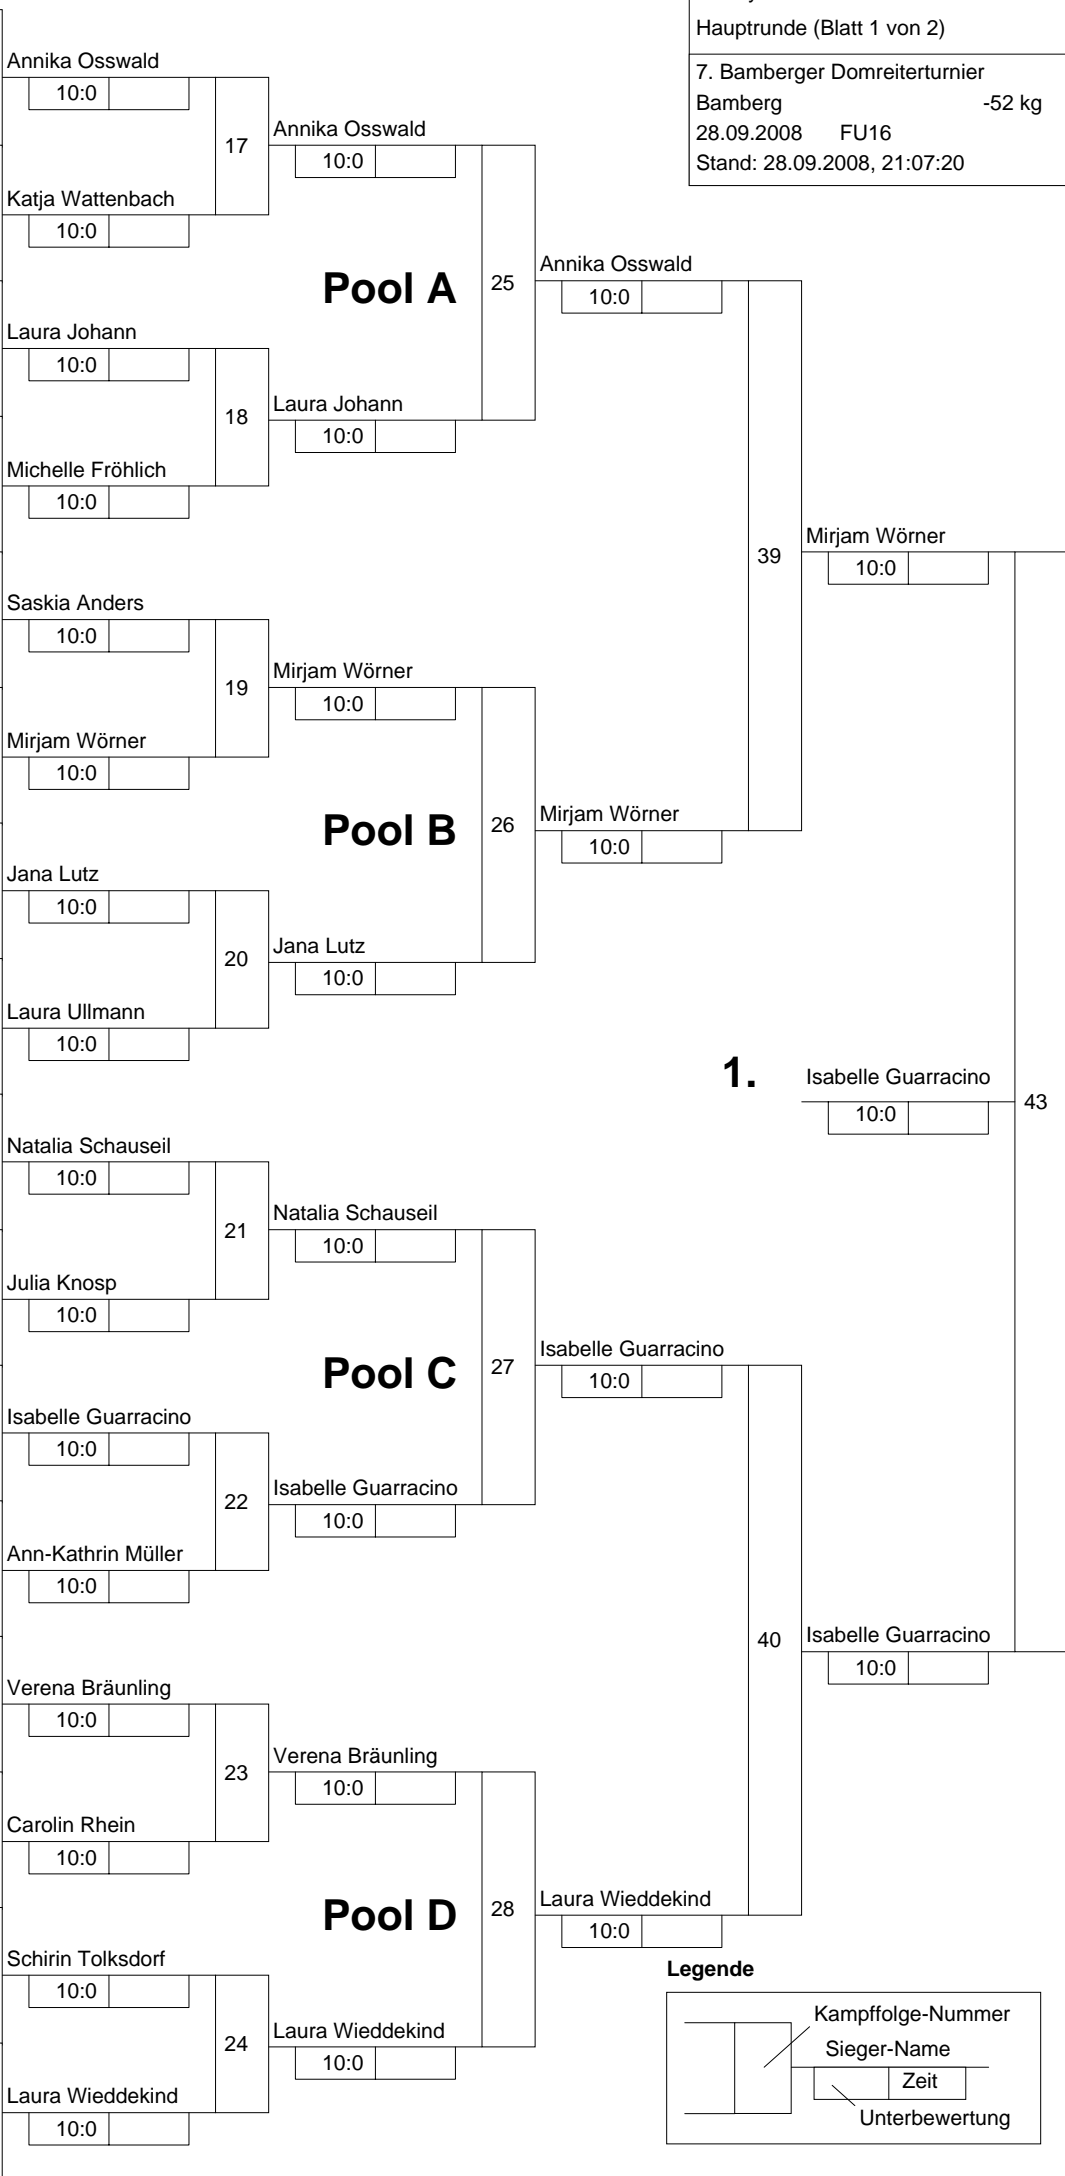 Hauptrunde (Blatt 1 von 2)
7. Bamberger Domreiterturnier
Bamberg -52 kg
28.09.2008 FU16
Stand: 28.09.2008, 21:07:20
Annika Osswald
10:0
17
Katja Wattenbach
10:0
Annika Osswald
10:0
Pool A
25
Laura Johann
10:0
18
Michelle Fröhlich
10:0
Laura Johann
10:0
Annika Osswald
10:0
39
Saskia Anders
10:0
19
Mirjam Wörner
10:0
Mirjam Wörner
10:0
Pool B
26
Jana Lutz
10:0
20
Laura Ullmann
10:0
Jana Lutz
10:0
Mirjam Wörner
10:0
Mirjam Wörner
10:0
1.
Isabelle Guarracino
10:0
43
Natalia Schauseil
10:0
21
Julia Knosp
10:0
Natalia Schauseil
10:0
Pool C
27
Isabelle Guarracino
10:0
22
Ann-Kathrin Müller
10:0
Isabelle Guarracino
10:0
Isabelle Guarracino
10:0
40
Isabelle Guarracino
10:0
Verena Bräunling
10:0
23
Carolin Rhein
10:0
Verena Bräunling
10:0
Pool D
28
Schirin Tolksdorf
10:0
24
Laura Wieddekind
10:0
Laura Wieddekind
10:0
Laura Wieddekind
10:0
Legende
Kampffolge-Nummer
Sieger-Name
Zeit
Unterbewertung